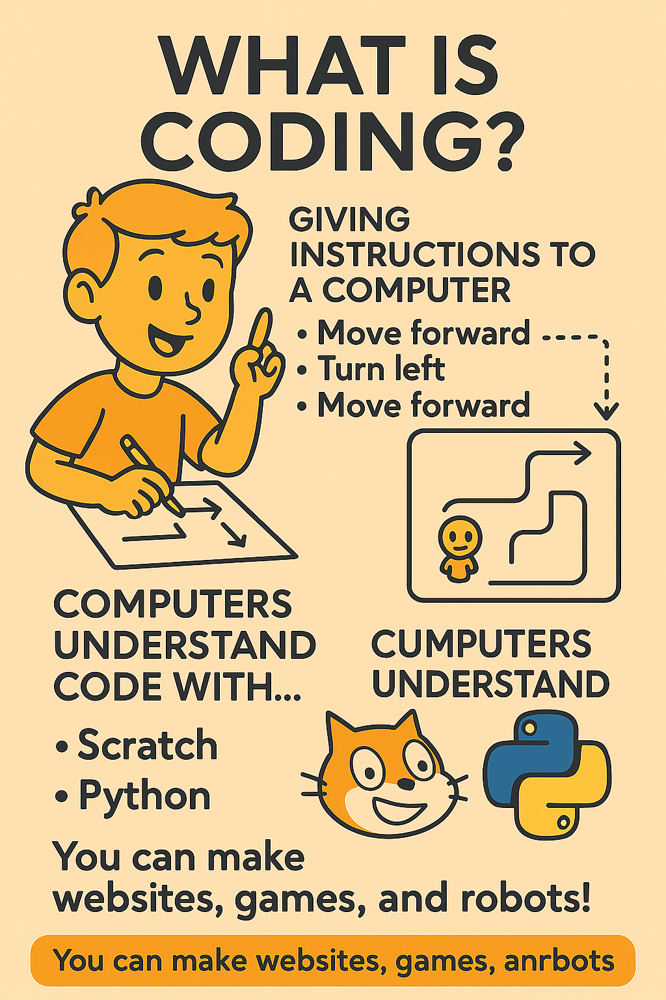 WHAT IS
CODING?
GIVING
INSTRUCTIONS TO
A COMPUTER
• Move forward
• Turn left
• Move forward
COMPUTERS
UNDERSTAND
CODE WITH...
• Scratch
• Python
CUMPUTERS
UNDERSTAND
You can make
websites, games, and robots!
You can make websites, games, anrbots